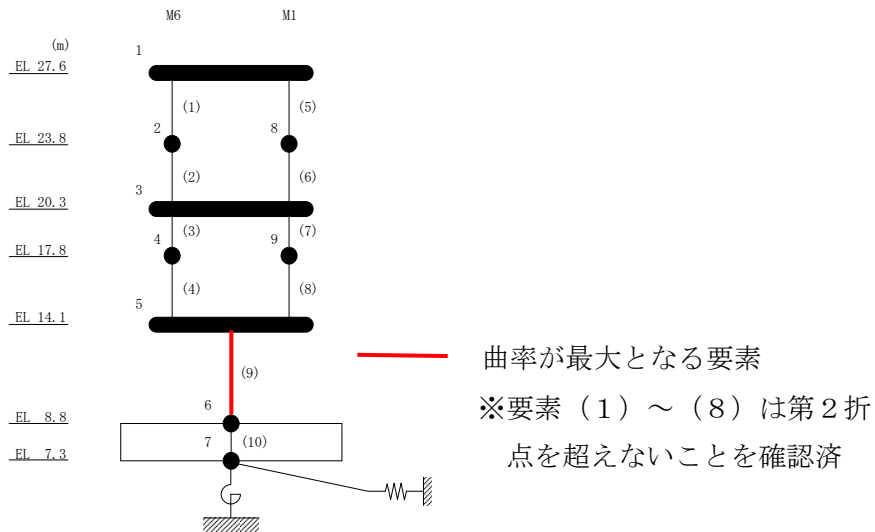 M6 M1
(m)
1
EL 27.6
(1) (5)
2 8
EL 23.8
(2) (6)
3
EL 20.3
(3) (7)
4 9
EL 17.8
(4) (8)
5
EL 14.1
曲率が最大となる要素
(9)
※要素（1）～（8）は第2折
6
EL 8.8
7 (10)
点を超えないことを確認済
EL 7.3